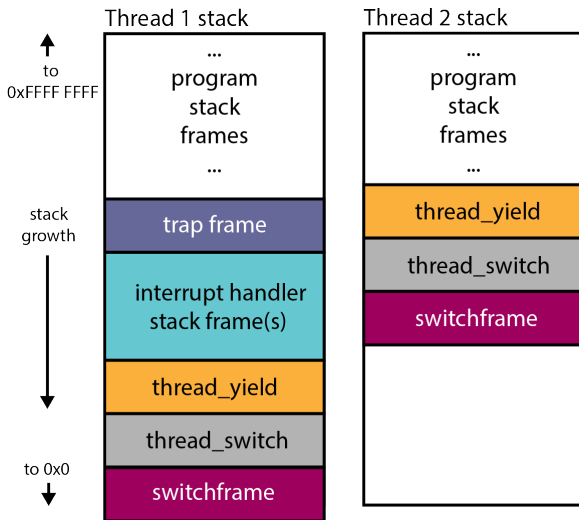 Thread 1 stack
Thread 2 stack
to
0xFFFF FFFF
stack
growth
to 0x0
...
program
stack
frames
...
trap frame
interrupt handler
stack frame(s)
thread_yield
thread_switch
switchframe
...
program
stack
frames
...
thread_yield
thread_switch
switchframe